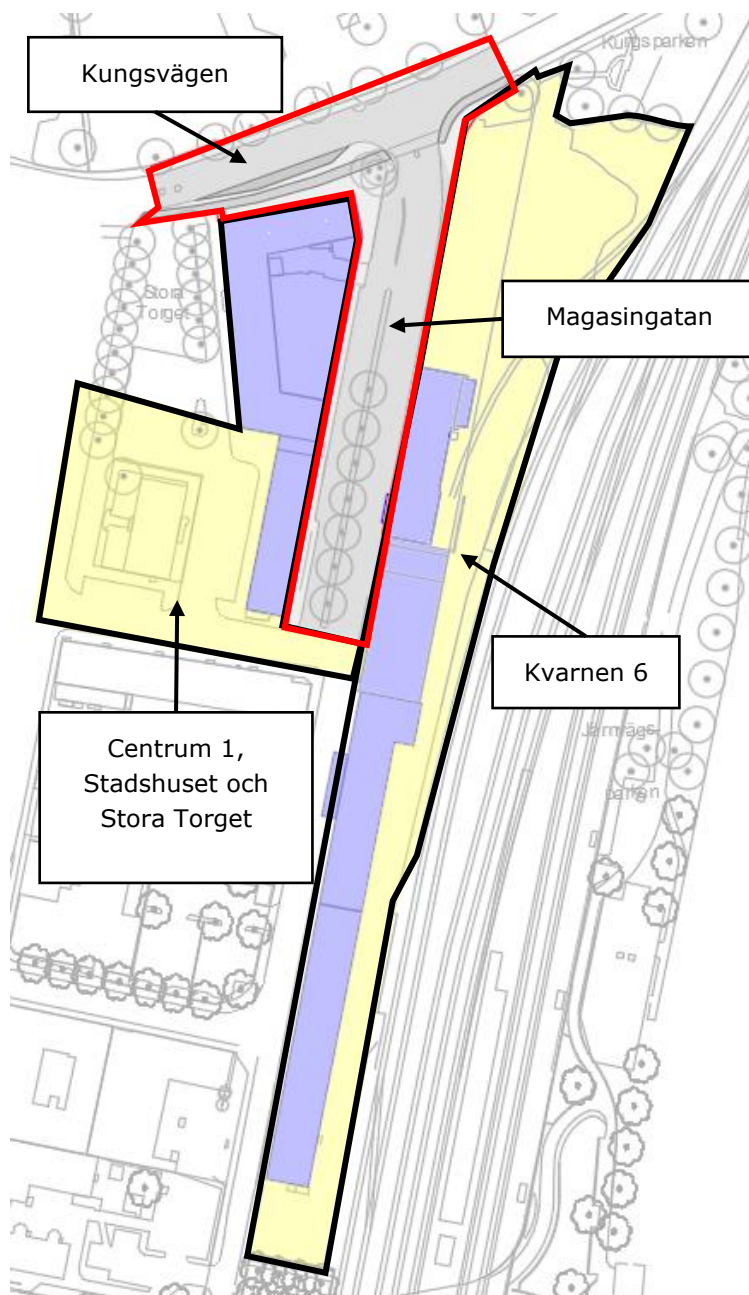 Kungsvägen
Kungsparken
Stora
Torget
Magasingatan
Kvarnen 6
Centrum 1,
Stadshuset och
Stora Torget
Järnvägs-
parken